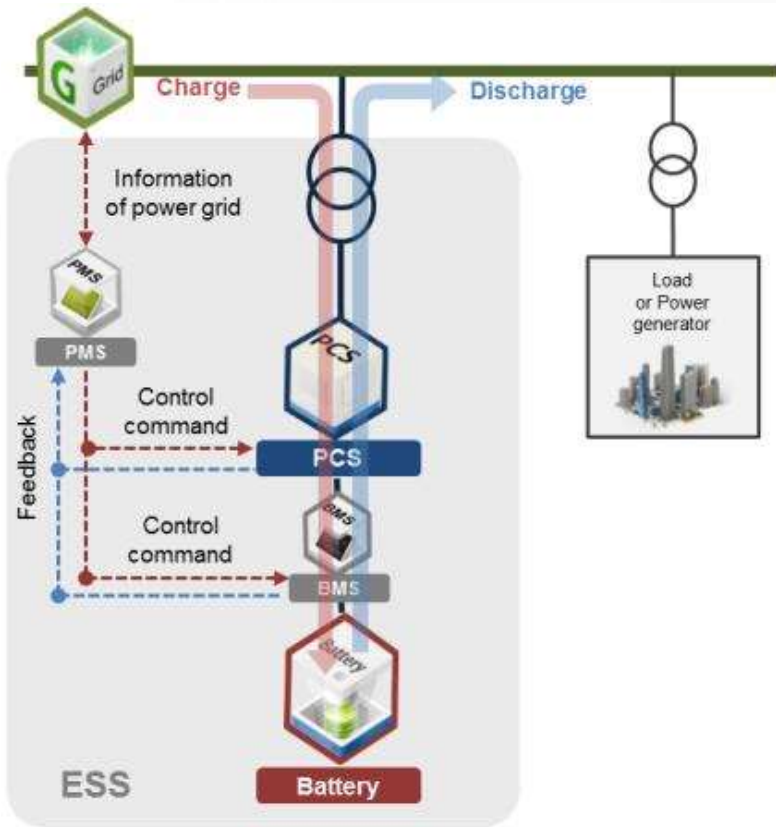 G Grid
Charge
Discharge
Information
of power grid
PMS
PMS
Load
or Power
generator
PCS
Control
command
PCS
Feedback
BMS
Control
command
BMS
Battery
ESS
Battery